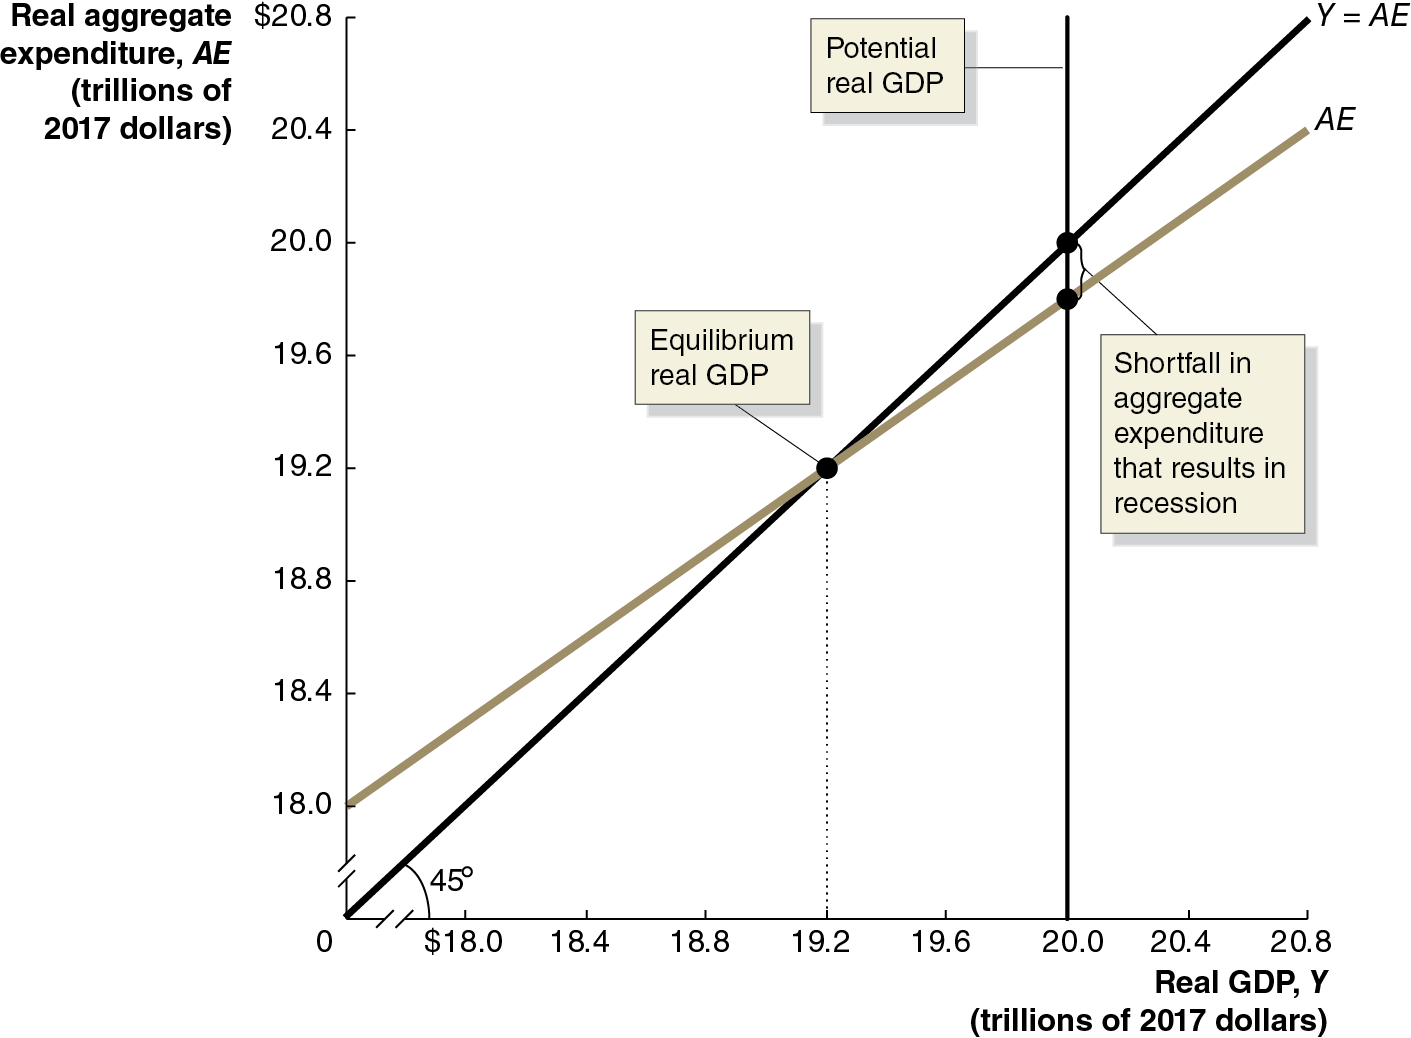 Real aggregate
expenditure, AE
(trillions of
2017 dollars)
$20.8
20.4
20.0
19.6
19.2
18.8
18.4
18.0
Potential
real GDP
Y = AE
AE
Equilibrium
real GDP
Shortfall in
aggregate
expenditure
that results in
recession
45°
0
$18.0
18.4
18.8
19.2
19.6
20.0
20.4
20.8
Real GDP, Y
(trillions of 2017 dollars)